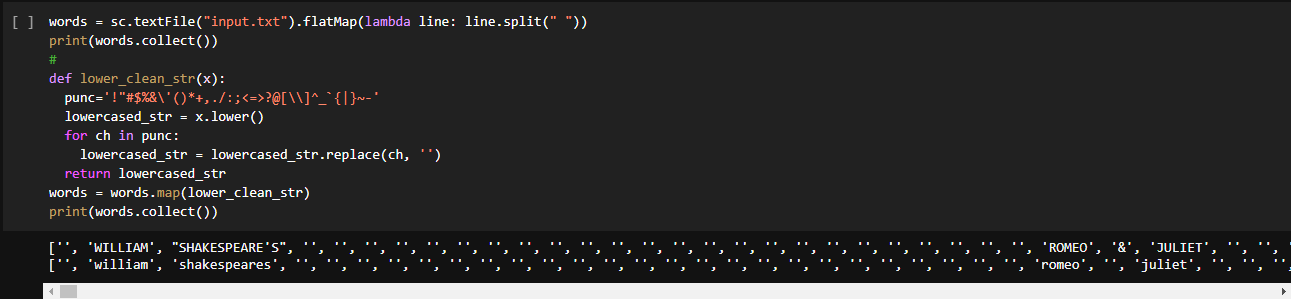 [ ] words = sc.textFile("input.txt").flatMap(lambda line: line.split(" "))
print(words.collect())
#
def lower_clean_str(x):
  punc='!"#$%&\'()*+,./:;<=>?@[\\]^_`{|}~-'
  lowercased_str = x.lower()
  for ch in punc:
    lowercased_str = lowercased_str.replace(ch, '')
  return lowercased_str
words = words.map(lower_clean_str)
print(words.collect())
['', 'WILLIAM', "SHAKESPEARE'S", '', '', '', '', '', '', '', '', '', '', '', '', '', '', '', '', '', '', '', '', '', '', '', '', 'ROMEO', '&', 'JULIET', '', '', '
['', 'william', 'shakespeares', '', '', '', '', '', '', '', '', '', '', '', '', '', '', '', '', '', '', '', '', '', '', '', '', 'romeo', '', 'juliet', '', '', '',